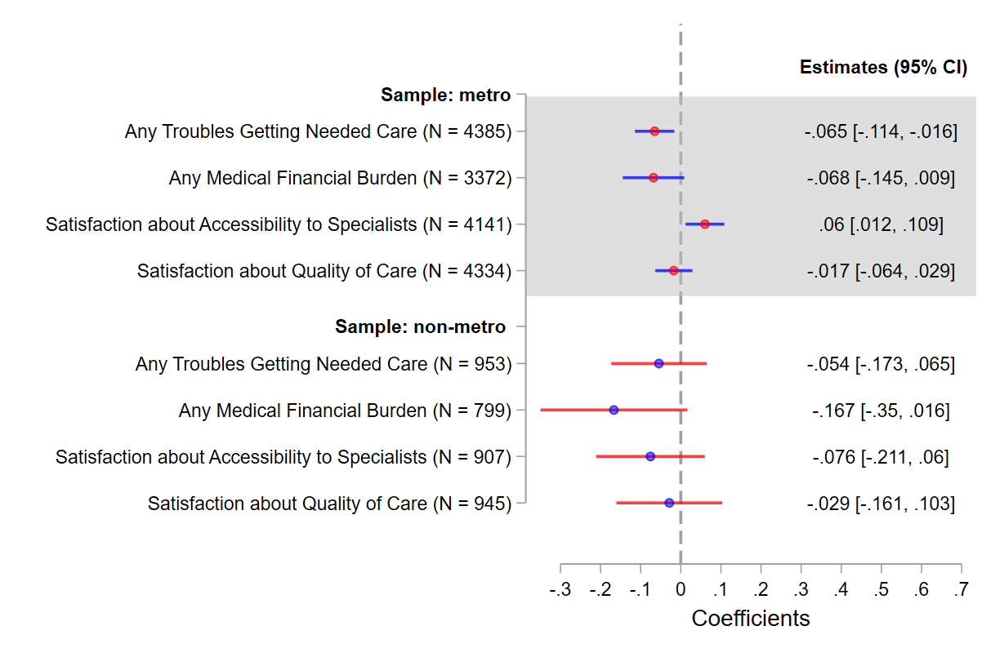 Estimates (95% CI)
Sample: metro
Any Troubles Getting Needed Care (N = 4385) -.065 [-.114, -.016]
Any Medical Financial Burden (N = 3372) -.068 [-.145, .009]
Satisfaction about Accessibility to Specialists (N = 4141) .06 [.012, .109]
Satisfaction about Quality of Care (N = 4334) -.017 [-.064, .029]
Sample: non-metro
Any Troubles Getting Needed Care (N = 953) -.054 [-.173, .065]
Any Medical Financial Burden (N = 799) -.167 [-.35, .016]
Satisfaction about Accessibility to Specialists (N = 907) -.076 [-.211, .06]
Satisfaction about Quality of Care (N = 945) -.029 [-.161, .103]
-.3 -.2 -.1 0 .1 .2 .3 .4 .5 .6 .7
Coefficients